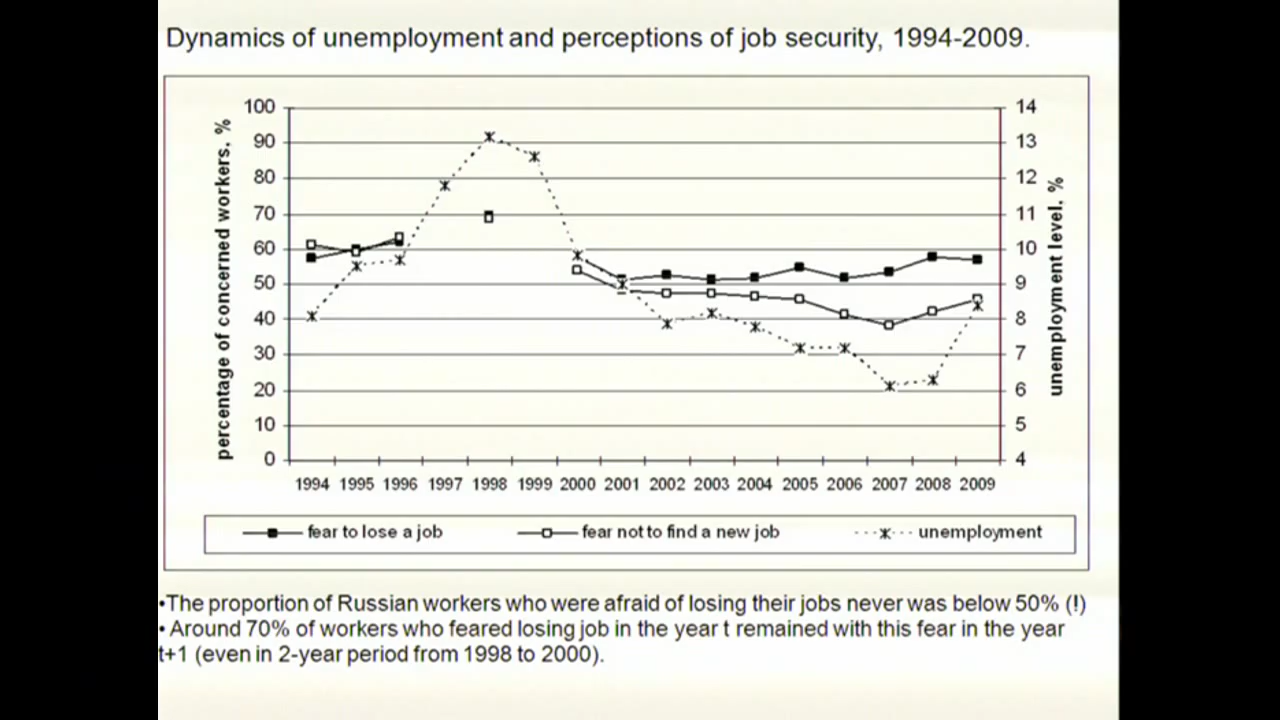 Dynamics of unemployment and perceptions of job security, 1994-2009.
percentage of concerned workers, %
100
90
80
70
60
50
40
30
20
10
0
14
13
12
11
10
9
8
7
6
5
4
unemployment level, %
1994 1995 1996 1997 1998 1999 2000 2001 2002 2003 2004 2005 2006 2007 2008 2009
fear to lose a job fear not to find a new job unemployment
•The proportion of Russian workers who were afraid of losing their jobs never was below 50% (!)
• Around 70% of workers who feared losing job in the year t remained with this fear in the year
t+1 (even in 2-year period from 1998 to 2000).